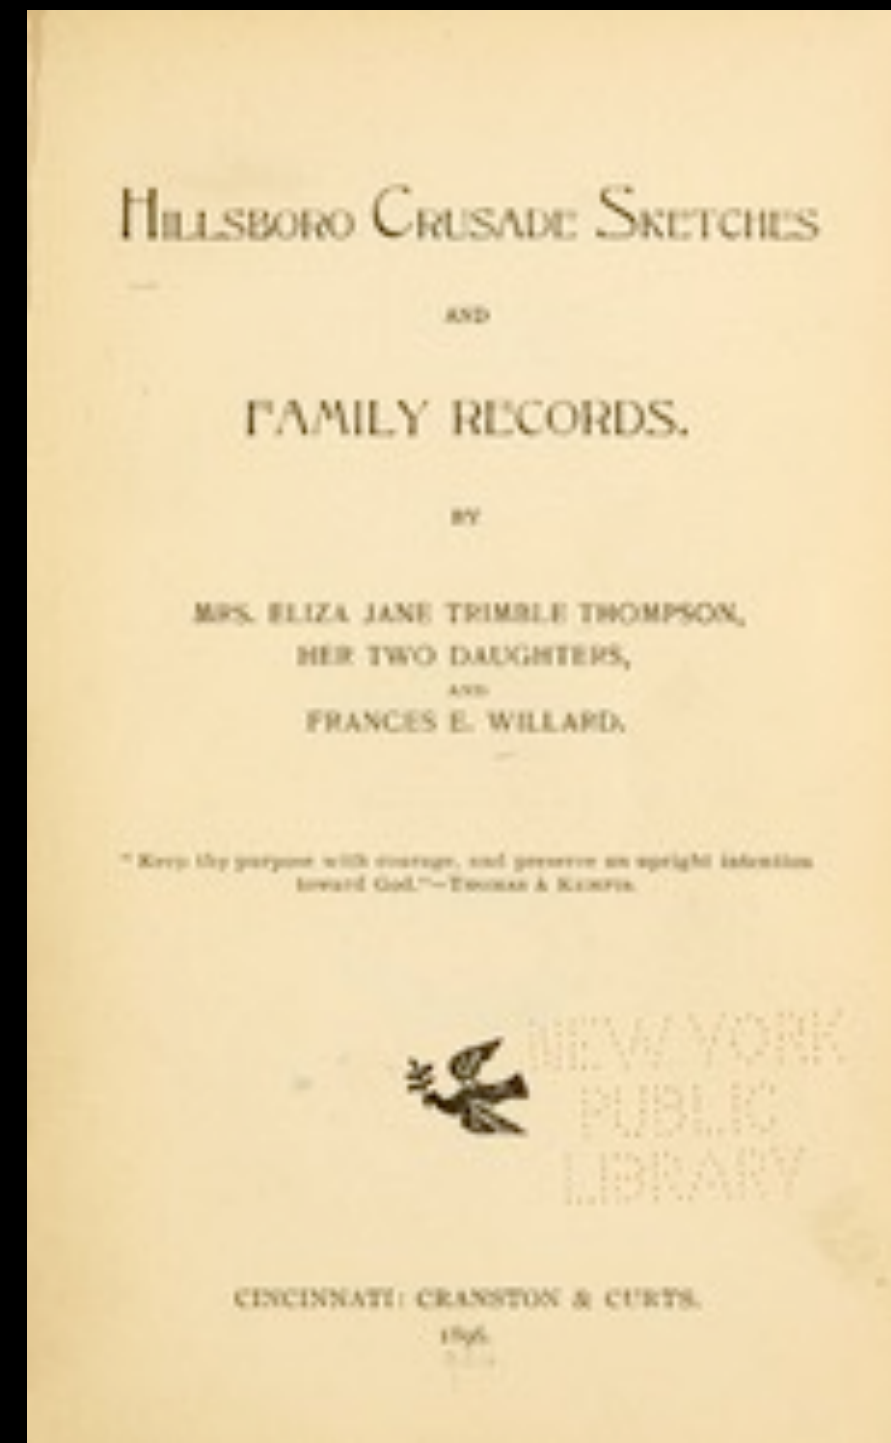 Hillsboro Crusade Sketches
AND
FAMILY RECORDS.
BY
MRS. ELIZA JANE TRIMBLE THOMPSON,
HER TWO DAUGHTERS,
AND
FRANCES E. WILLARD.
"Keep thy purpose with courage, and preserve an upright intention
toward God."—Thomas à Kempis.
NEW YORK
PUBLIC
LIBRARY
CINCINNATI: CRANSTON & CURTS.
1896.